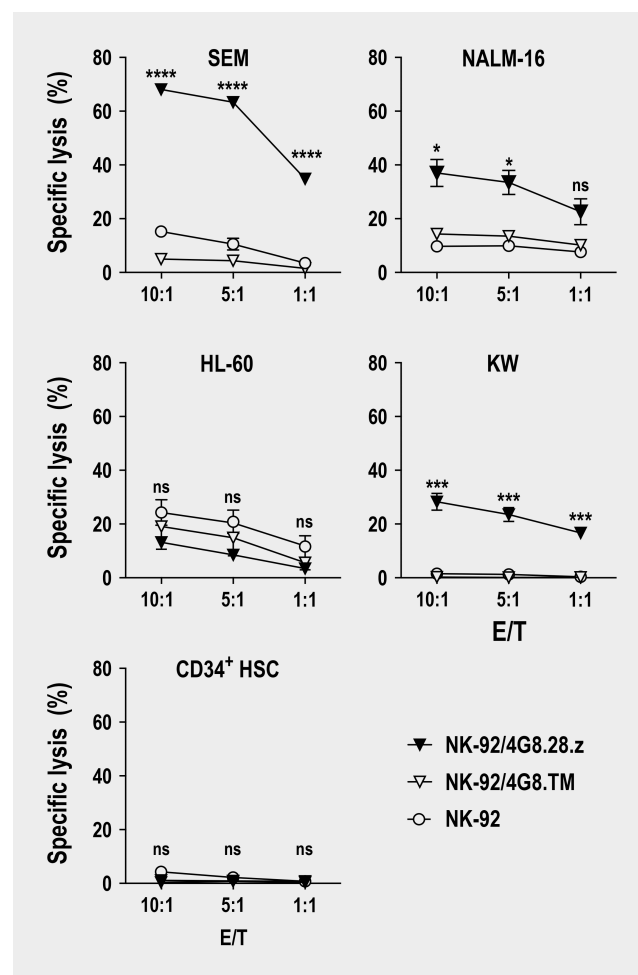 SEM
Specific lysis (%)
80
60
40
20
0
****
****
****
10:1 5:1 1:1
NALM-16
80
60
40
20
0
*
*
ns
10:1 5:1 1:1
HL-60
Specific lysis (%)
80
60
40
20
0
ns
ns
ns
10:1 5:1 1:1
KW
80
60
40
20
0
***
***
***
10:1 5:1 1:1
E/T
CD34+ HSC
Specific lysis (%)
80
60
40
20
0
ns ns ns
10:1 5:1 1:1
E/T
NK-92/4G8.28.z
NK-92/4G8.TM
NK-92